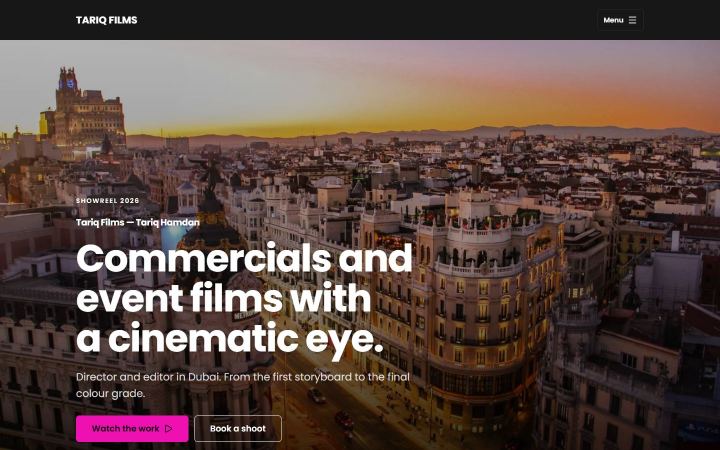 TARIQ FILMS
Menu
SHOWREEL 2026
Tariq Films — Tariq Hamdan
Commercials and
event films with
a cinematic eye.
Director and editor in Dubai. From the first storyboard to the final
colour grade.
Watch the work
Book a shoot